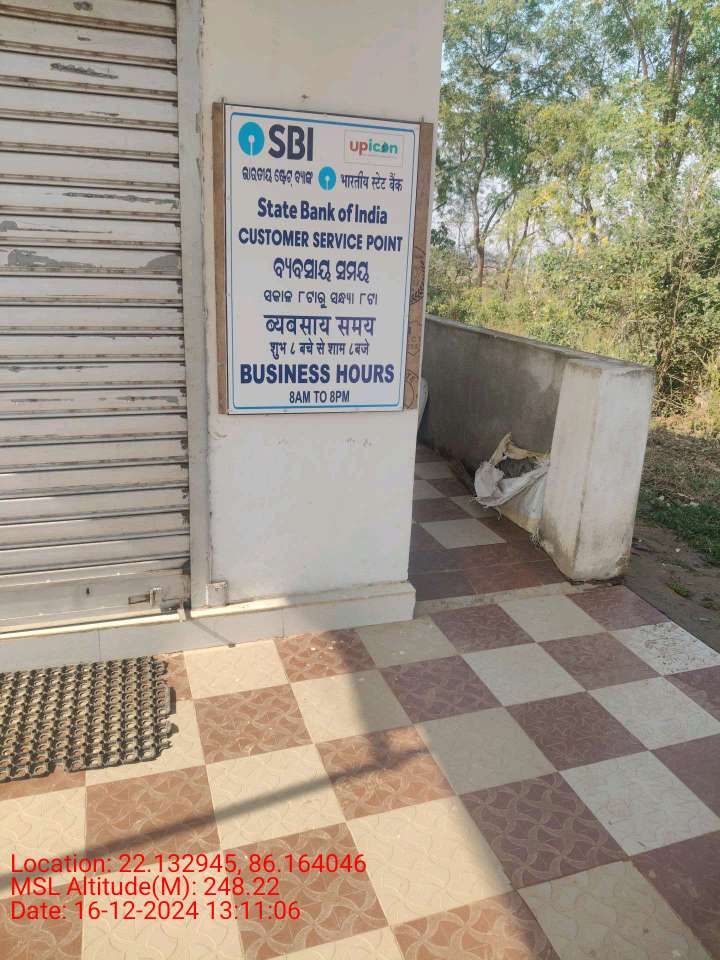 SBI
upicon
ଭାରତୀୟ ଷ୍ଟେଟ୍ ବ୍ୟାଙ୍କ
भारतीय स्टेट बैंक
State Bank of India
CUSTOMER SERVICE POINT
ବ୍ୟବସାୟ ସମୟ
ସକାଳ ୮ଟାରୁ ସନ୍ଧ୍ୟା ୮ଟା
व्यवसाय समय
शुभ ८ बचे से शाम ८बजे
BUSINESS HOURS
8AM TO 8PM
Location: 22.132945, 86.164046
MSL Altitude(M): 248.22
Date: 16-12-2024 13:11:06